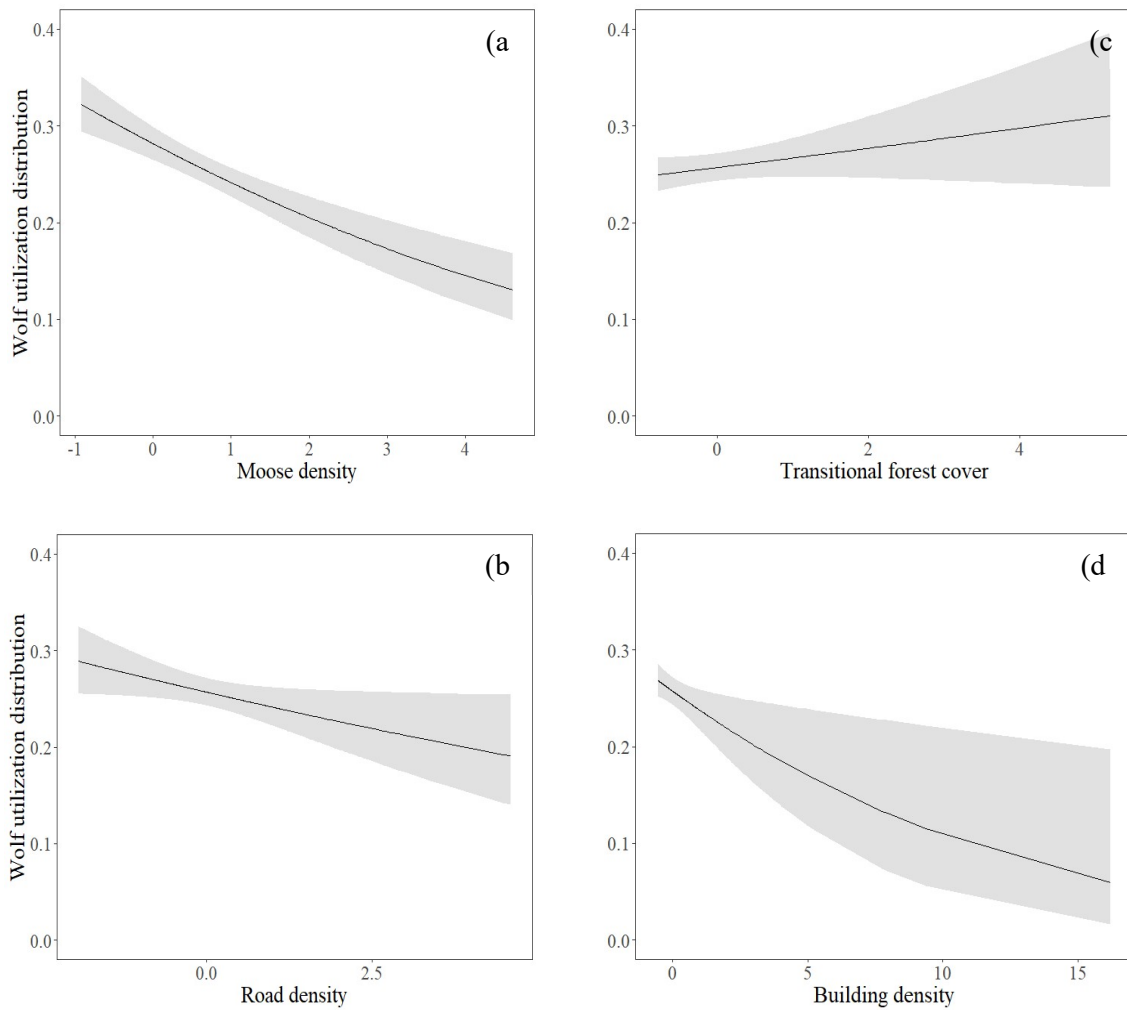 (a
0.4
0.3
0.2
0.1
0.0
Wolf utilization distribution
-1 0 1 2 3 4
Moose density
(c
0.4
0.3
0.2
0.1
0.0
0 2 4
Transitional forest cover
(b
0.4
0.3
0.2
0.1
0.0
Wolf utilization distribution
0.0 2.5
Road density
(d
0.4
0.3
0.2
0.1
0.0
0 5 10 15
Building density